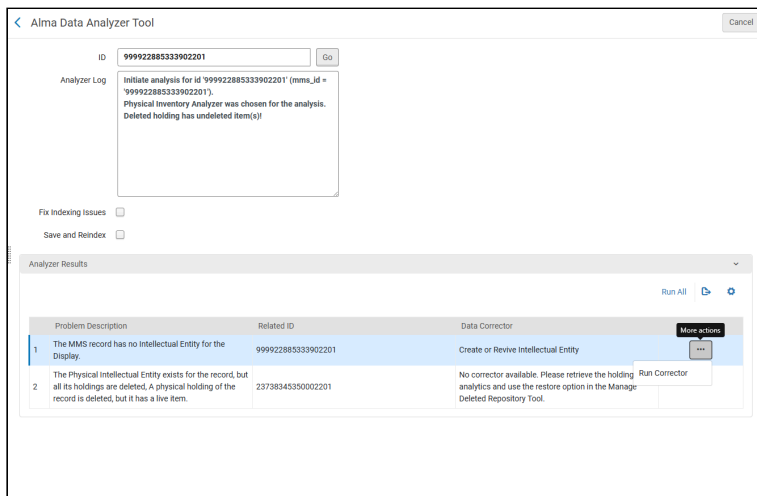 Alma Data Analyzer Tool
Cancel
ID
999922885333902201
Go
Analyzer Log
Initiate analysis for id '999922885333902201' (mms_id =
'999922885333902201').
Physical Inventory Analyzer was chosen for the analysis.
Deleted holding has undeleted item(s)!
Fix Indexing Issues
Save and Reindex
Analyzer Results
Run All
Problem Description
Related ID
Data Corrector
More actions
1
The MMS record has no Intellectual Entity for the
Display.
999922885333902201
Create or Revive Intellectual Entity
Run Corrector
2
The Physical Intellectual Entity exists for the record, but
all its holdings are deleted, A physical holding of the
record is deleted, but it has a live item.
23738345350002201
No corrector available. Please retrieve the holding
analytics and use the restore option in the Manage
Deleted Repository Tool.